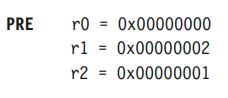 PRE r0 = 0x00000000
r1 = 0x00000002
r2 = 0x00000001